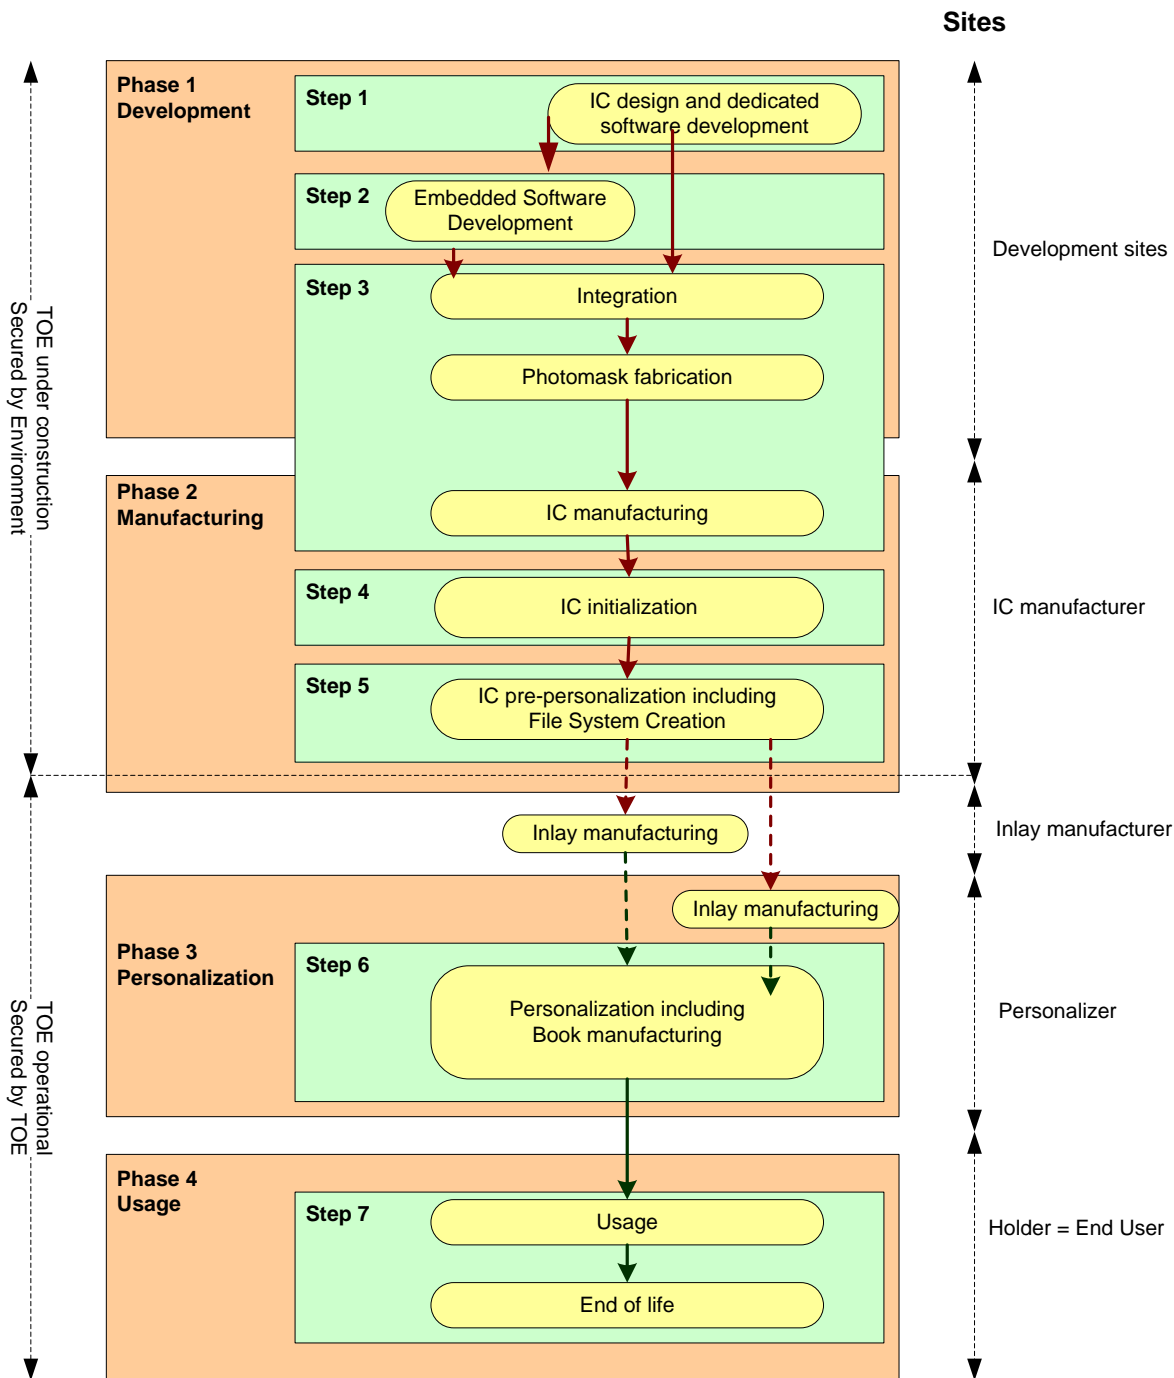 Sites
Phase 1
Development
Step 1
IC design and dedicated
software development
Step 2
Embedded Software
Development
Development sites
Step 3
Integration
TOE under construction
Secured by Environment
Photomask fabrication
Phase 2
Manufacturing
IC manufacturing
Step 4
IC initialization
IC manufacturer
Step 5
IC pre-personalization including
File System Creation
Inlay manufacturing
Inlay manufacturer
Inlay manufacturing
Phase 3
Personalization
Step 6
Personalization including
Book manufacturing
Personalizer
TOE operational
Secured by TOE
Phase 4
Usage
Step 7
Usage
Holder = End User
End of life